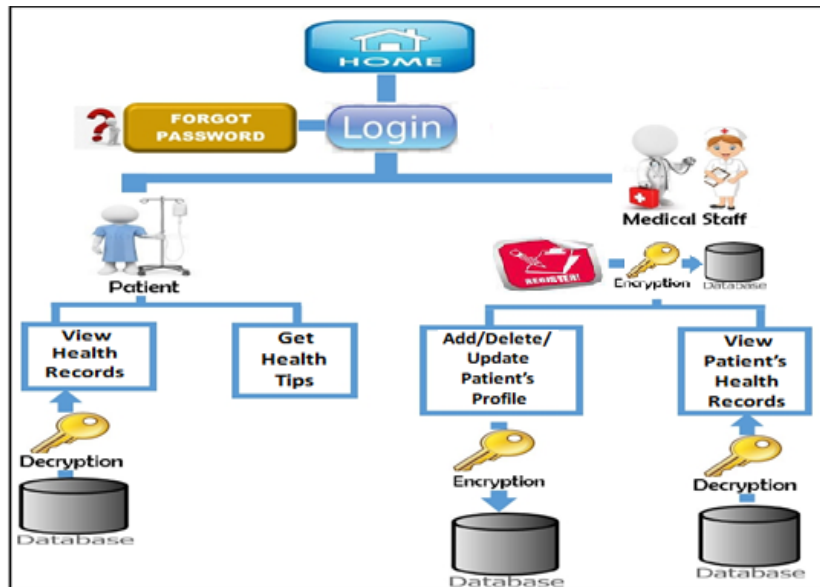 HOME
FORGOT
PASSWORD
Login
Medical Staff
REGISTER!
Encryption
Database
Patient
View
Health
Records
Get
Health
Tips
Add/Delete/
Update
Patient's
Profile
View
Patient's
Health
Records
Decryption
Database
Encryption
Database
Decryption
Database